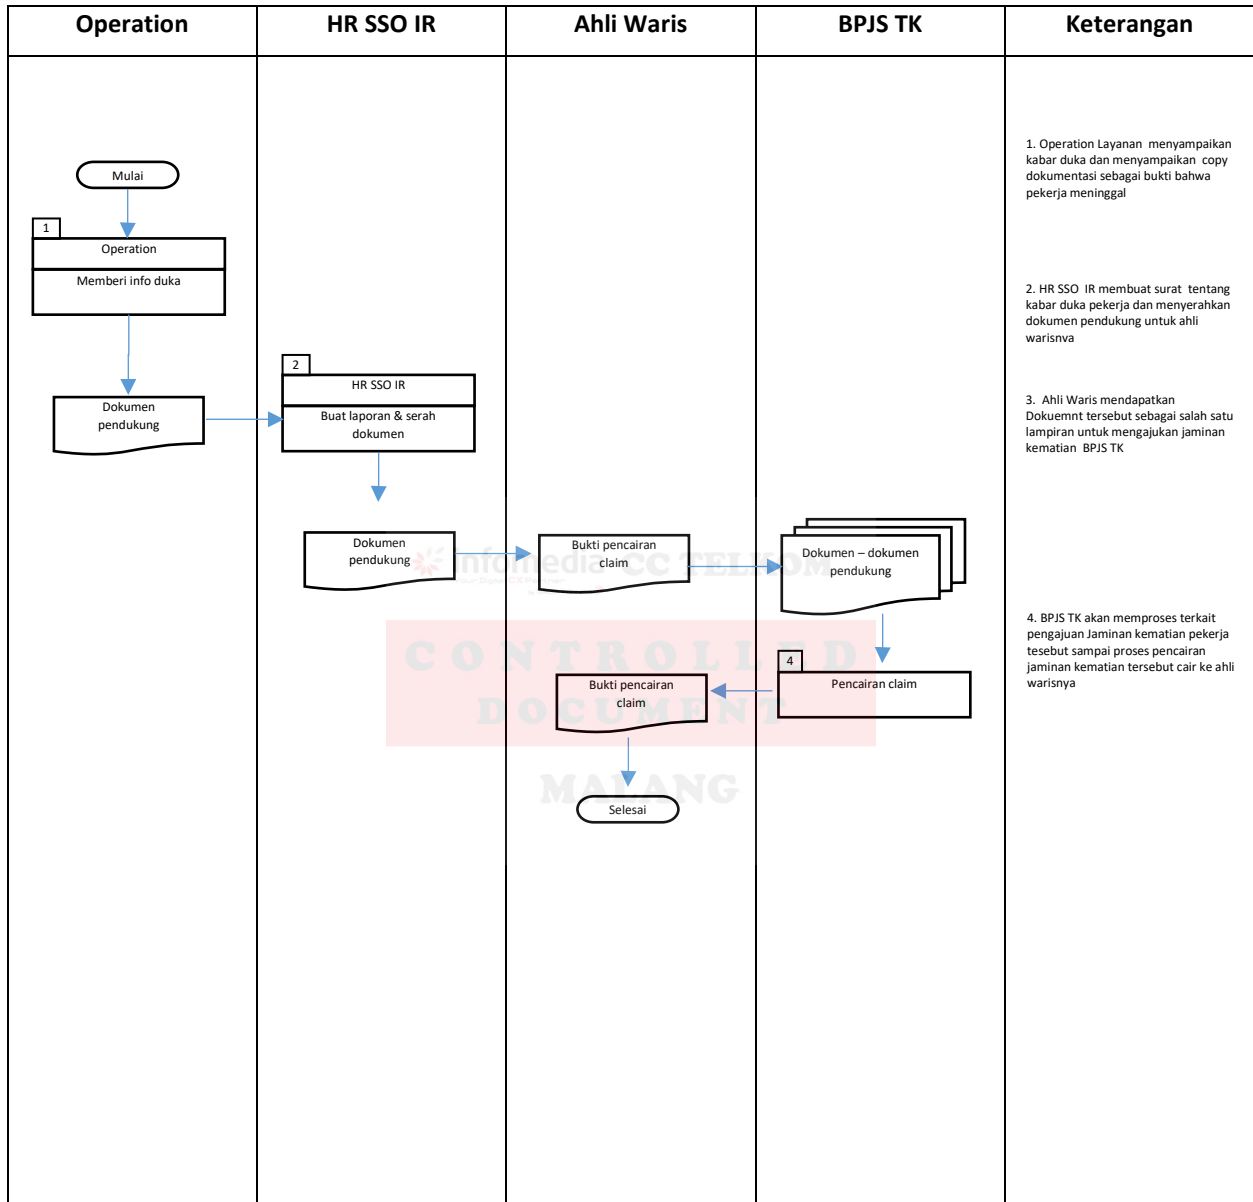 Operation
HR SSO IR
Ahli Waris
BPJS TK
Keterangan
Mulai
1
Operation
Memberi info duka
Dokumen
pendukung
2
HR SSO IR
Buat laporan & serah
dokumen
Dokumen
pendukung
Bukti pencairan
claim
Dokumen – dokumen
pendukung
4
Pencairan claim
Bukti pencairan
claim
Selesai
1. Operation Layanan menyampaikan
kabar duka dan menyampaikan copy
dokumentasi sebagai bukti bahwa
pekerja meninggal
2. HR SSO IR membuat surat tentang
kabar duka pekerja dan menyerahkan
dokumen pendukung untuk ahli
warisnya
3. Ahli Waris mendapatkan
Dokuemnt tersebut sebagai salah satu
lampiran untuk mengajukan jaminan
kematian BPJS TK
4. BPJS TK akan memproses terkait
pengajuan Jaminan kematian pekerja
tesebut sampai proses pencairan
jaminan kematian tersebut cair ke ahli
warisnya
infomedia CC TELKOM
CONTROLLED
DOCUMENT
MALANG